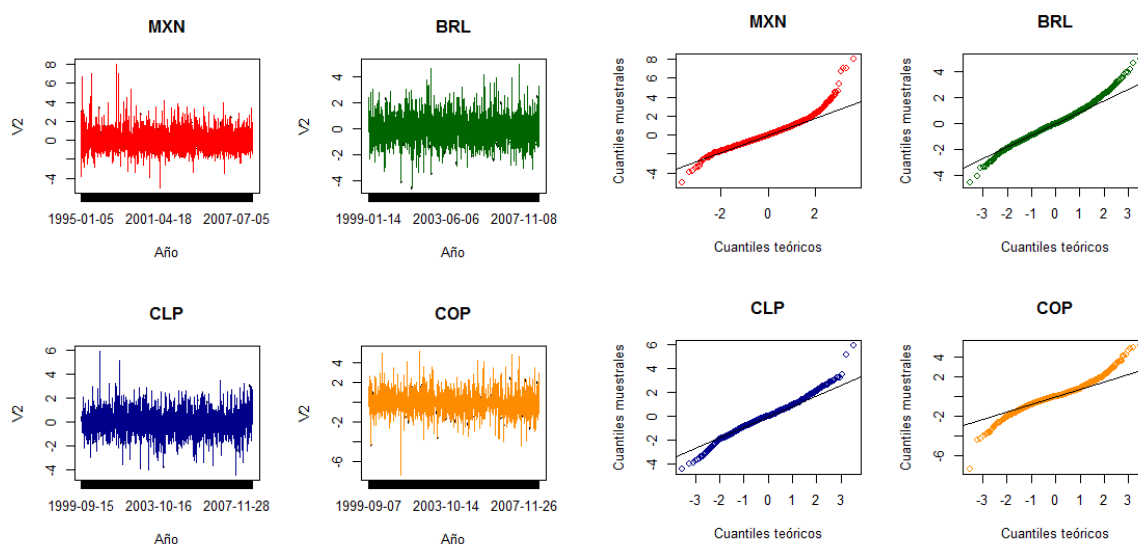 MXN
V2
8
6
4
2
0
-4
1995-01-05 2001-04-18 2007-07-05
Año
BRL
V2
4
2
0
-2
-4
1999-01-14 2003-06-06 2007-11-08
Año
MXN
Cuantiles muestrales
8
4
0
-4
-2 0 2
Cuantiles teóricos
BRL
Cuantiles muestrales
4
2
0
-2
-4
-3 -2 -1 0 1 2 3
Cuantiles teóricos
CLP
V2
6
4
2
0
-2
-4
1999-09-15 2003-10-16 2007-11-28
Año
COP
V2
4
2
-2
-6
1999-09-07 2003-10-14 2007-11-26
Año
CLP
Cuantiles muestrales
6
4
2
0
-2
-4
-3 -2 -1 0 1 2 3
Cuantiles teóricos
COP
Cuantiles muestrales
4
2
-2
-6
-3 -2 -1 0 1 2 3
Cuantiles teóricos